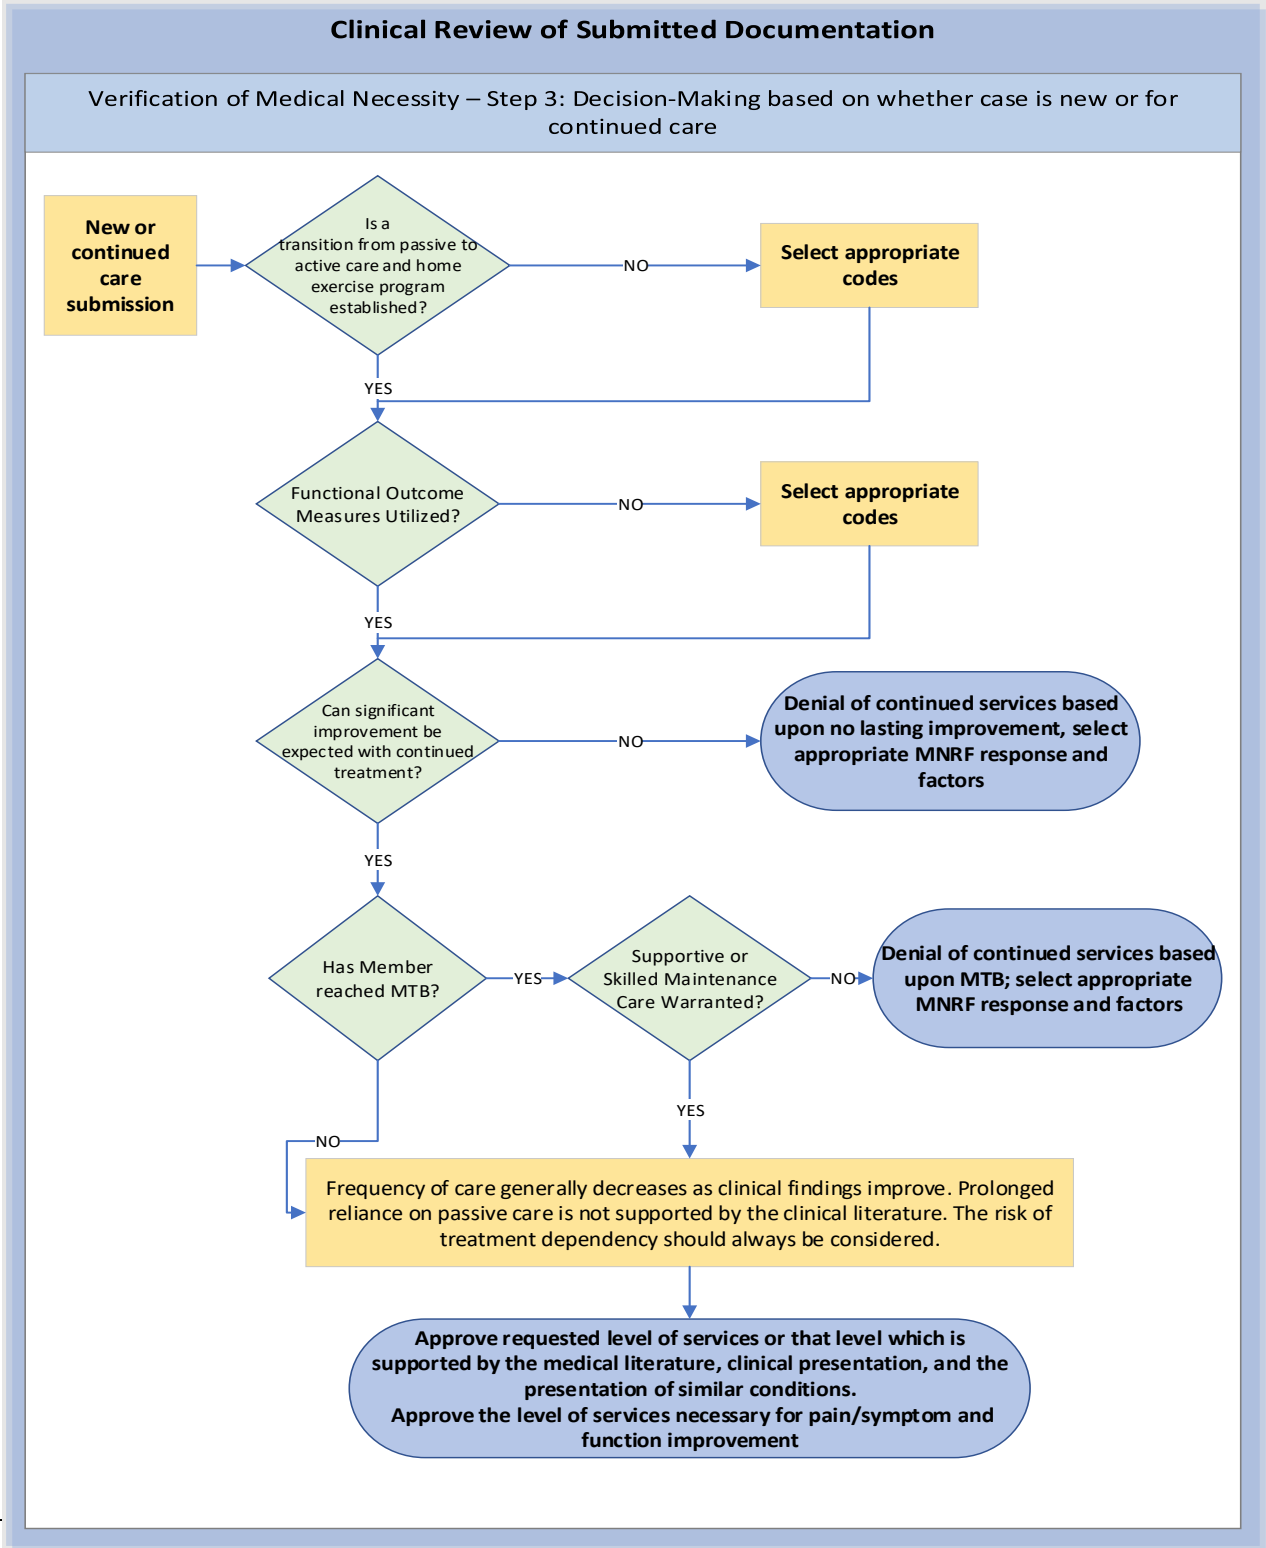 Clinical Review of Submitted Documentation
Verification of Medical Necessity – Step 3: Decision-Making based on whether case is new or for
continued care
New or
continued
care
submission
Is a
transition from passive to
active care and home
exercise program
established?
NO
Select appropriate
codes
YES
Functional Outcome
Measures Utilized?
NO
Select appropriate
codes
YES
Can significant
improvement be
expected with continued
treatment?
NO
Denial of continued services based
upon no lasting improvement, select
appropriate MNRF response and
factors
YES
Has Member
reached MTB?
YES
Supportive or
Skilled Maintenance
Care Warranted?
NO
Denial of continued services based
upon MTB; select appropriate
MNRF response and factors
YES
NO
Frequency of care generally decreases as clinical findings improve. Prolonged
reliance on passive care is not supported by the clinical literature. The risk of
treatment dependency should always be considered.
Approve requested level of services or that level which is
supported by the medical literature, clinical presentation, and the
presentation of similar conditions.
Approve the level of services necessary for pain/symptom and
function improvement